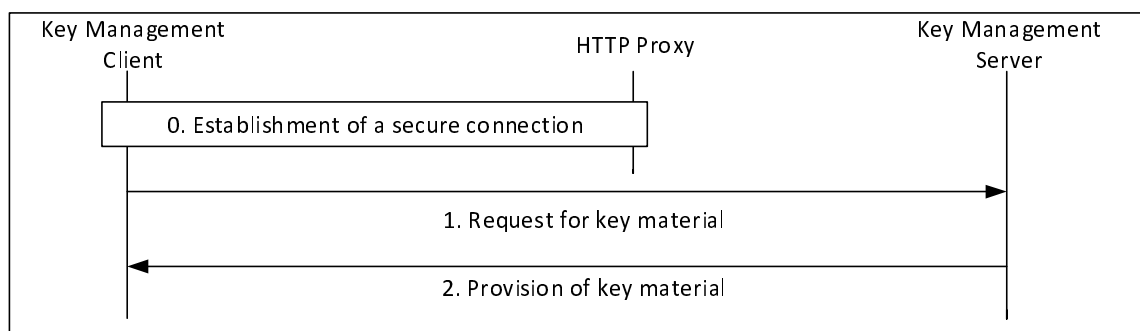 Key Management
Client
HTTP Proxy
Key Management
Server
0. Establishment of a secure connection
1. Request for key material
2. Provision of key material